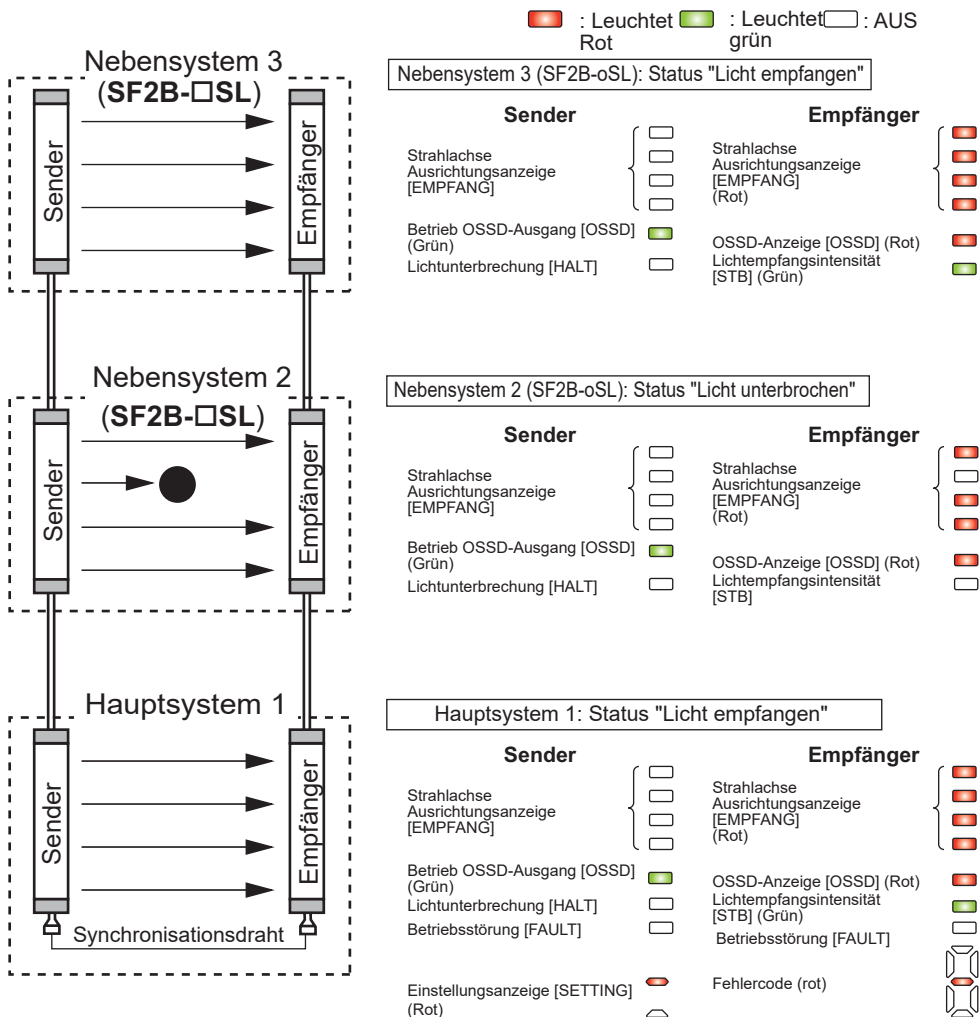 : Leuchtet Rot
: Leuchtet grün
: AUS
Nebensystem 3
(SF2B-□SL)
Sender
Empfänger
Nebensystem 3 (SF2B-oSL): Status "Licht empfangen"
Sender
Strahlachse
Ausrichtungsanzeige
[EMPFANG]
Betrieb OSSD-Ausgang [OSSD]
(Grün)
Lichtunterbrechung [HALT]
Empfänger
Strahlachse
Ausrichtungsanzeige
[EMPFANG]
(Rot)
OSSD-Anzeige [OSSD] (Rot)
Lichtempfangsintensität
[STB] (Grün)
Nebensystem 2
(SF2B-□SL)
Sender
Empfänger
Nebensystem 2 (SF2B-oSL): Status "Licht unterbrochen"
Sender
Strahlachse
Ausrichtungsanzeige
[EMPFANG]
Betrieb OSSD-Ausgang [OSSD]
(Grün)
Lichtunterbrechung [HALT]
Empfänger
Strahlachse
Ausrichtungsanzeige
[EMPFANG]
(Rot)
OSSD-Anzeige [OSSD] (Rot)
Lichtempfangsintensität
[STB]
Hauptsystem 1
Sender
Empfänger
Synchronisationsdraht
Hauptsystem 1: Status "Licht empfangen"
Sender
Strahlachse
Ausrichtungsanzeige
[EMPFANG]
Betrieb OSSD-Ausgang [OSSD]
(Grün)
Lichtunterbrechung [HALT]
Betriebsstörung [FAULT]
Einstellungsanzeige [SETTING]
(Rot)
Empfänger
Strahlachse
Ausrichtungsanzeige
[EMPFANG]
(Rot)
OSSD-Anzeige [OSSD] (Rot)
Lichtempfangsintensität
[STB] (Grün)
Betriebsstörung [FAULT]
Fehlercode (rot)